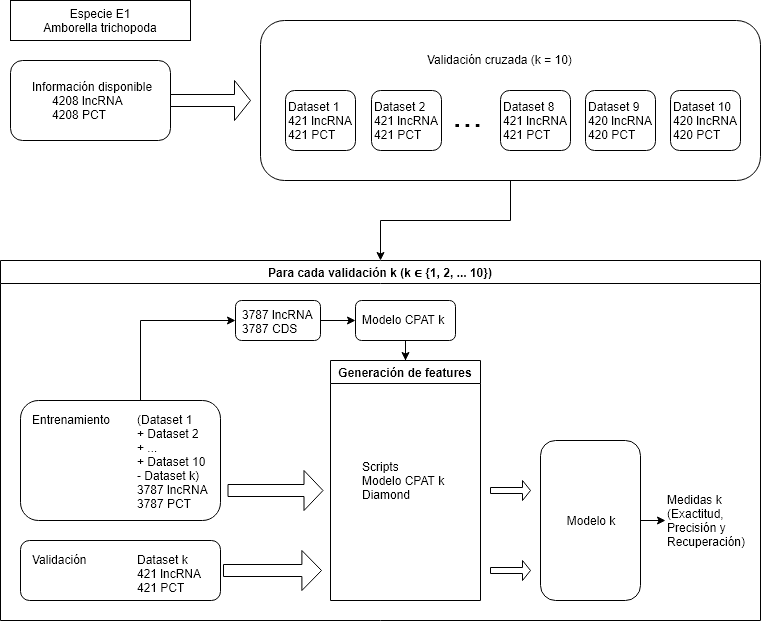 Especie E1
Amborella trichopoda
Información disponible
4208 lncRNA
4208 PCT
Validación cruzada (k = 10)
Dataset 1
421 lncRNA
421 PCT
Dataset 2
421 lncRNA
421 PCT
...
Dataset 8
421 lncRNA
421 PCT
Dataset 9
420 lncRNA
420 PCT
Dataset 10
420 lncRNA
420 PCT
Para cada validación k (k ∈ {1, 2, ... 10})
3787 lncRNA
3787 CDS
Modelo CPAT k
Generación de features
Scripts
Modelo CPAT k
Diamond
Entrenamiento
(Dataset 1
+ Dataset 2
+ ...
+ Dataset 10
- Dataset k)
3787 lncRNA
3787 PCT
Validación
Dataset k
421 lncRNA
421 PCT
Modelo k
Medidas k
(Exactitud,
Precisión y
Recuperación)